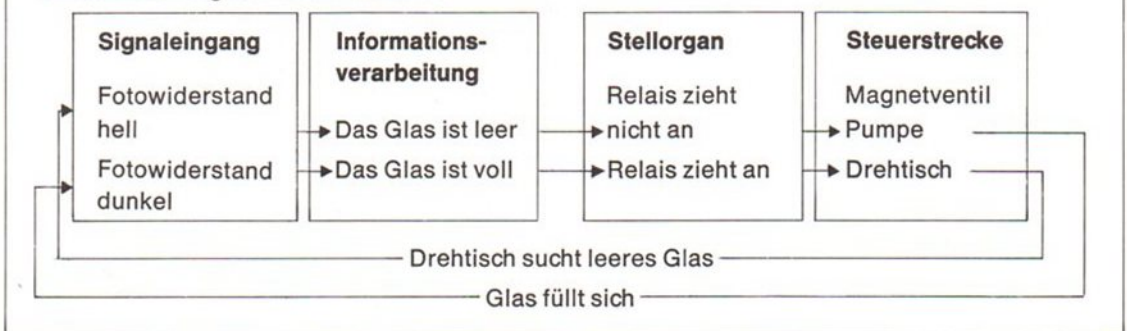 Signaleingang
Fotowiderstand
hell
Fotowiderstand
dunkel
Informations-
verarbeitung
Das Glas ist leer
Das Glas ist voll
Stellorgan
Relais zieht
nicht an
Relais zieht an
Steuerstrecke
Magnetventil
Pumpe
Drehtisch
Drehtisch sucht leeres Glas
Glas füllt sich